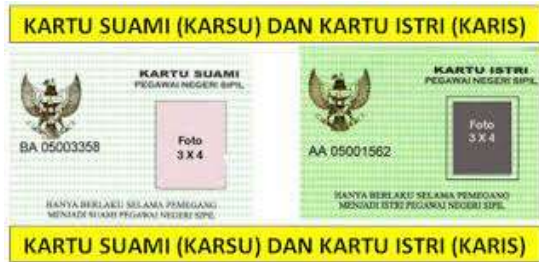 KARTU SUAMI (KARSU) DAN KARTU ISTRI (KARIS)
KARTU SUAMI
PEGAWAI NEGERI SIPIL
Foto
3 X 4
BA 05003358
HANYA BERLAKU SELAMA PEMEGANG
MENJADI SUAMI PEGAWAI NEGERI SIPIL
KARTU ISTRI
PEGAWAI NEGERI SIPIL
Foto
3 X 4
AA 05001562
HANYA BERLAKU SELAMA PEMEGANG
MENJADI ISTRI PEGAWAI NEGERI SIPIL
KARTU SUAMI (KARSU) DAN KARTU ISTRI (KARIS)